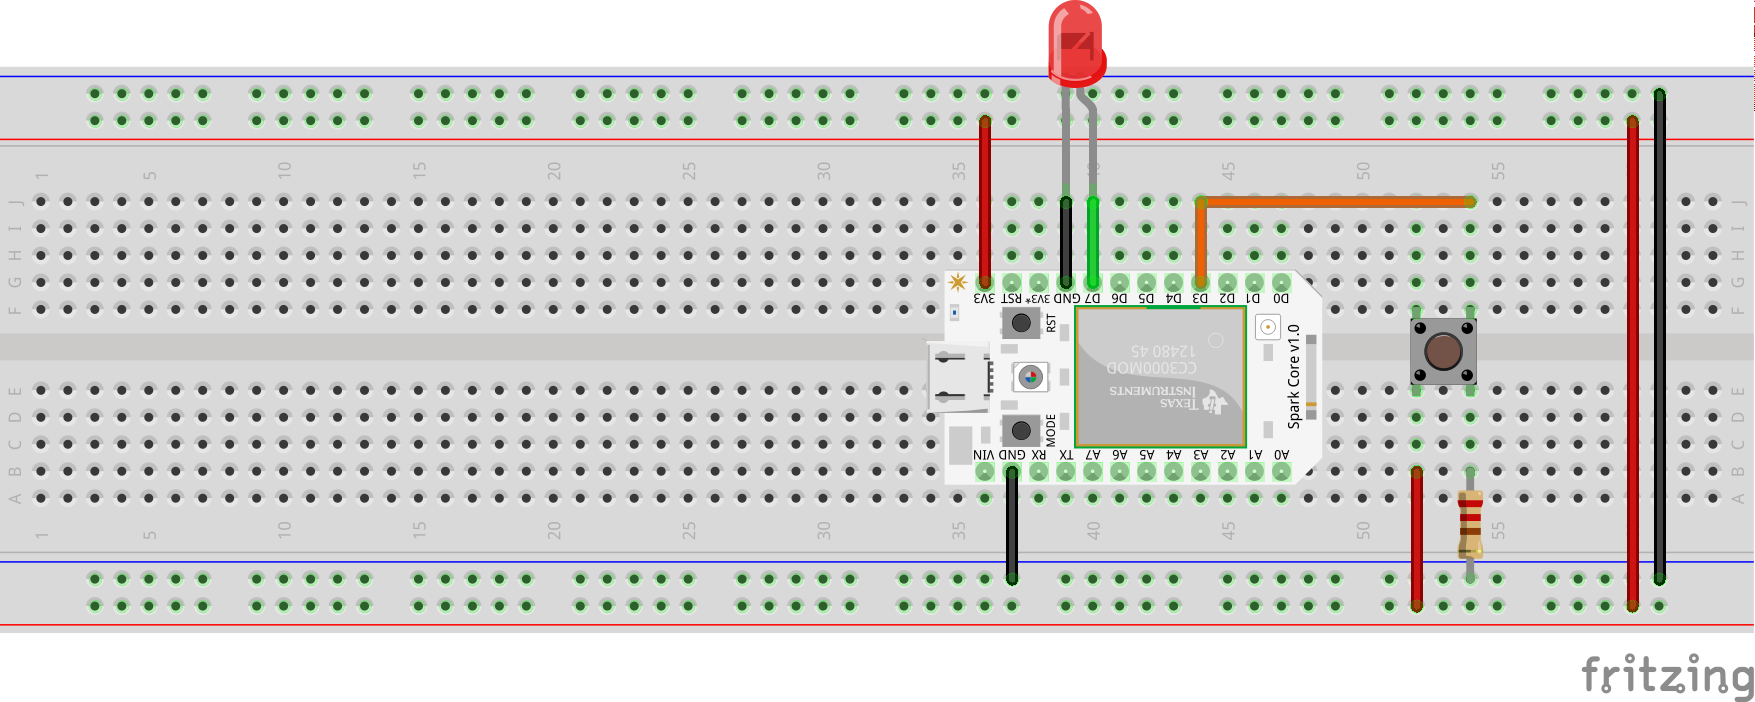 1 5 10 15 20 25 30 35 40 45 50 55
J J
I I
H H
G G
F F
3V3 RST 3V3* GND D7 D6 D5 D4 D3 D2 D1 D0
RST
12480 45
CC3000MOD
TEXAS
INSTRUMENTS
Spark Core v1.0
MODE
VIN GND RX TX A7 A6 A5 A4 A3 A2 A1 A0
E E
D D
C C
B B
A A
1 5 10 15 20 25 30 35 40 45 50 55
fritzing